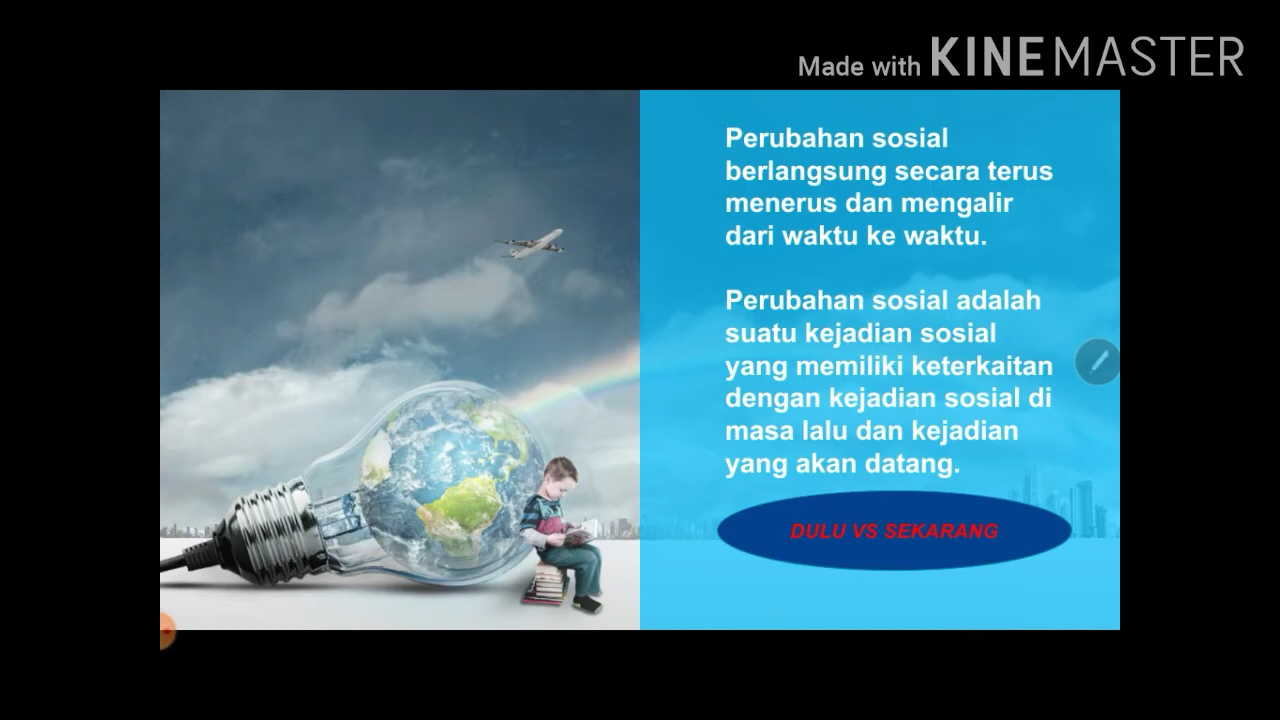 Made with KINEMASTER
Perubahan sosial
berlangsung secara terus
menerus dan mengalir
dari waktu ke waktu.
Perubahan sosial adalah
suatu kejadian sosial
yang memiliki keterkaitan
dengan kejadian sosial di
masa lalu dan kejadian
yang akan datang.
DULU VS SEKARANG